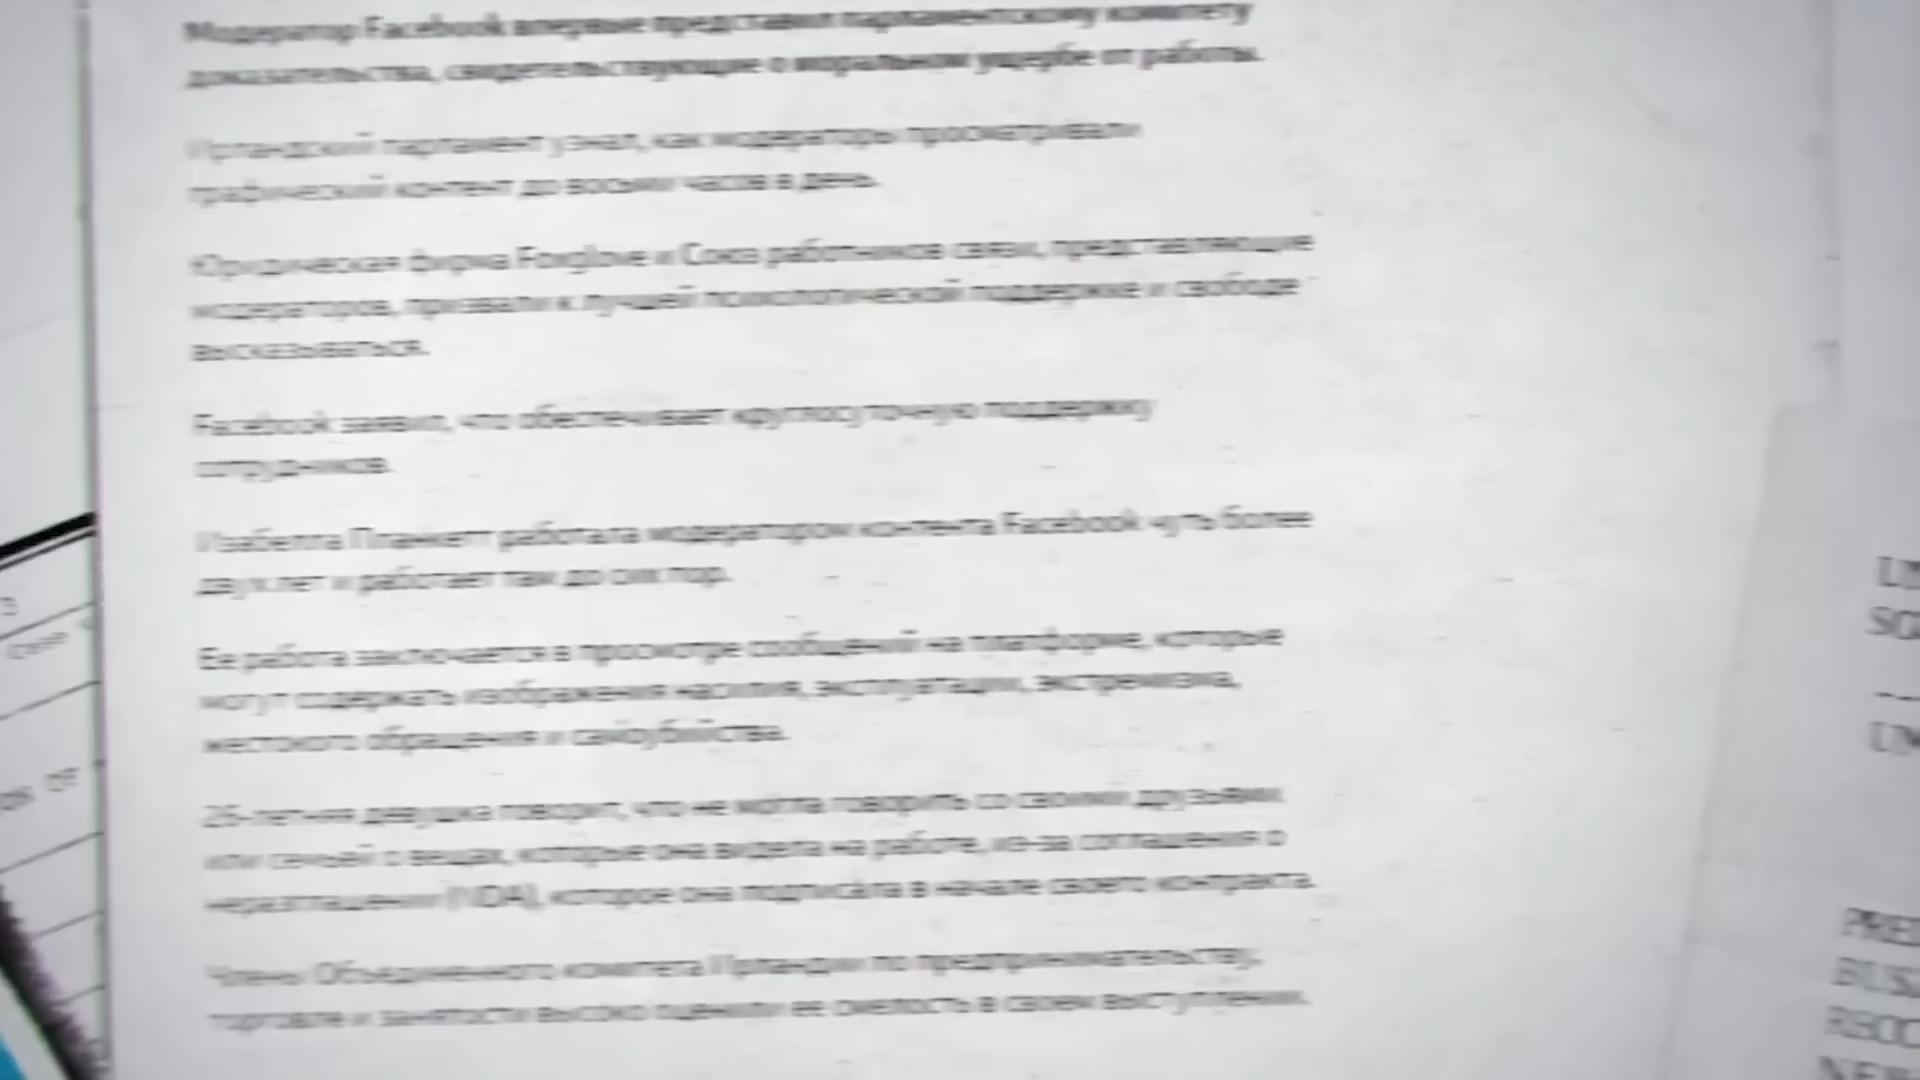 Модератор Facebook впервые представил парламентскому комитету
доказательства, свидетельствующие о моральном ущербе от работы.
Ирландский парламент узнал, как модераторы просматривали
графический контент до восьми часов в день.
Юридическая фирма Foxglove и Союз работников связи, представляющие
модераторов, призвали к лучшей психологической поддержке и свободе
высказываться.
Facebook заявил, что обеспечивает круглосуточную поддержку
сотрудников.
Изабелла Планкетт работала модератором контента Facebook чуть более
двух лет и работает там до сих пор.
Ее работа заключается в просмотре сообщений на платформе, которые
могут содержать изображения насилия, эксплуатации, экстремизма,
жестокого обращения и самоубийства.
26-летняя девушка говорит, что не могла говорить со своими друзьями
или семьей о вещах, которые она видела на работе, из-за соглашения о
неразглашении (NDA), которое она подписала в начале своего контракта.
Члены Объединенного комитета Ирландии по предпринимательству,
торговле и занятости высоко оценили ее смелость в своем выступлении.